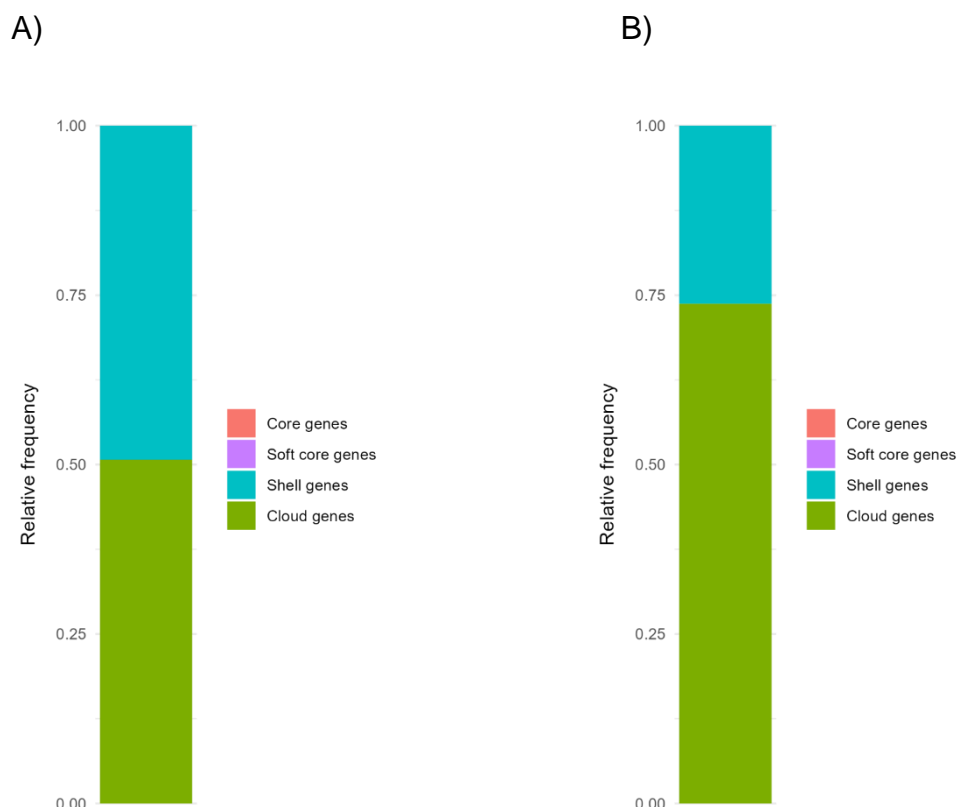 A)
B)
1.00
0.75
0.50
0.25
0.00
Relative frequency
Core genes
Soft core genes
Shell genes
Cloud genes
1.00
0.75
0.50
0.25
0.00
Relative frequency
Core genes
Soft core genes
Shell genes
Cloud genes